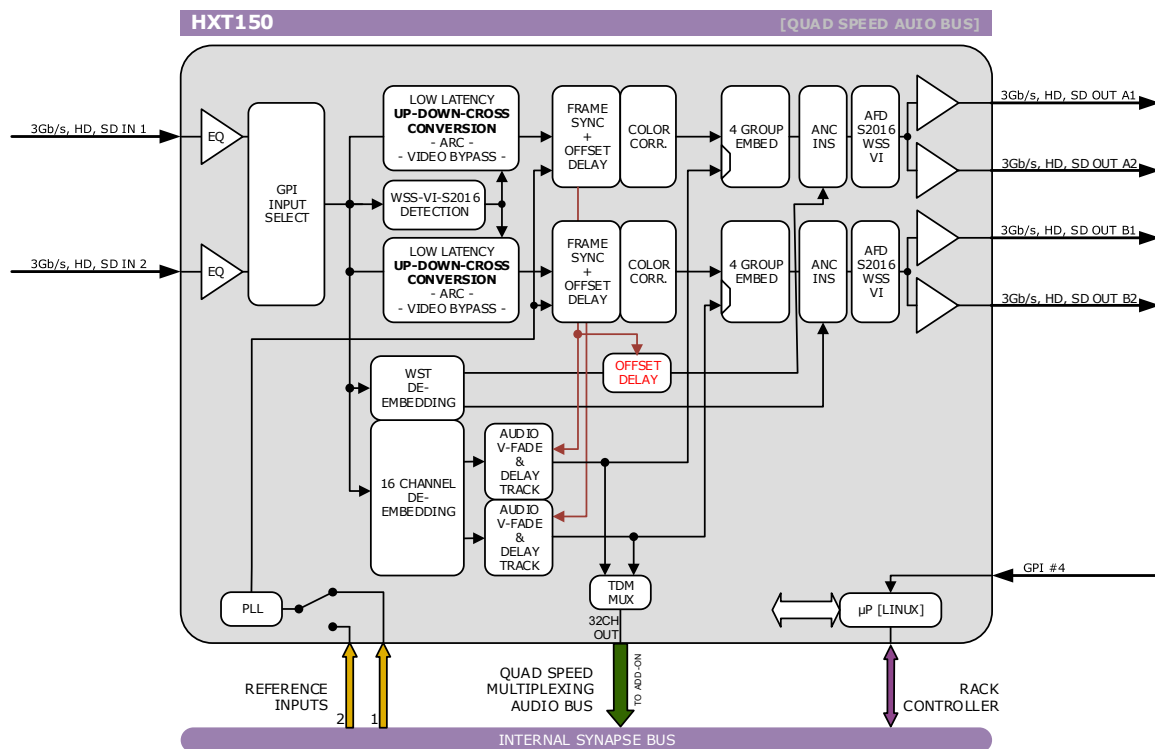 HXT150
[QUAD SPEED AUIO BUS]
3Gb/s, HD, SD IN 1
EQ
GPI
INPUT
SELECT
3Gb/s, HD, SD IN 2
EQ
LOW LATENCY
UP-DOWN-CROSS
CONVERSION
- ARC -
- VIDEO BYPASS -
WSS-VI-S2016
DETECTION
LOW LATENCY
UP-DOWN-CROSS
CONVERSION
- ARC -
- VIDEO BYPASS -
FRAME
SYNC
+
OFFSET
DELAY
COLOR
CORR.
4 GROUP
EMBED
ANC
INS
AFD
S2016
WSS
VI
3Gb/s, HD, SD OUT A1
3Gb/s, HD, SD OUT A2
FRAME
SYNC
+
OFFSET
DELAY
COLOR
CORR.
4 GROUP
EMBED
ANC
INS
AFD
S2016
WSS
VI
3Gb/s, HD, SD OUT B1
3Gb/s, HD, SD OUT B2
OFFSET
DELAY
WST
DE-
EMBEDDING
16 CHANNEL
DE-
EMBEDDING
AUDIO
V-FADE
&
DELAY
TRACK
AUDIO
V-FADE
&
DELAY
TRACK
TDM
MUX
32CH
OUT
PLL
GPI #4
µP [LINUX]
REFERENCE
INPUTS
2
1
QUAD SPEED
MULTIPLEXING
AUDIO BUS
TO ADD-ON
RACK
CONTROLLER
INTERNAL SYNAPSE BUS